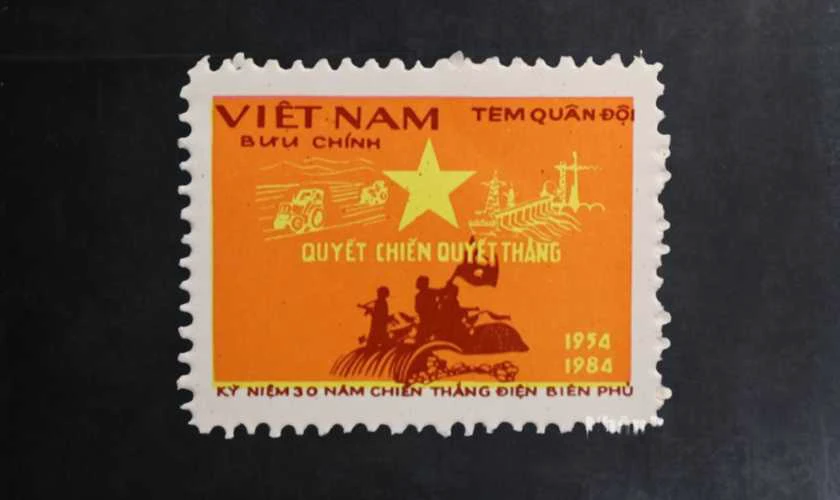 VIỆT NAM TEM QUÂN ĐỘI
BƯU CHÍNH
QUYẾT CHIẾN QUYẾT THẮNG
1954
1984
KỶ NIỆM 30 NĂM CHIẾN THẮNG ĐIỆN BIÊN PHỦ